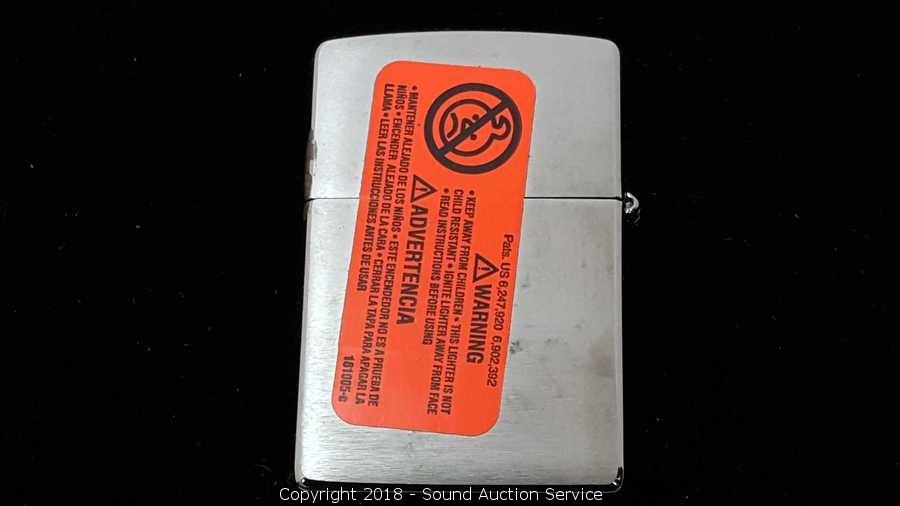 Pats. US 6,247,920 6,902,392
⚠WARNING
• KEEP AWAY FROM CHILDREN • THIS LIGHTER IS NOT
CHILD RESISTANT • IGNITE LIGHTER AWAY FROM FACE
• READ INSTRUCTIONS BEFORE USING
⚠ADVERTENCIA
• MANTENER ALEJADO DE LOS NIÑOS • ESTE ENCENDEDOR NO ES A PRUEBA DE
NIÑOS • ENCENDER ALEJADO DE LA CARA • CERRAR LA TAPA PARA APAGAR LA
LLAMA • LEER LAS INSTRUCCIONES ANTES DE USAR
Copyright 2018 - Sound Auction Service